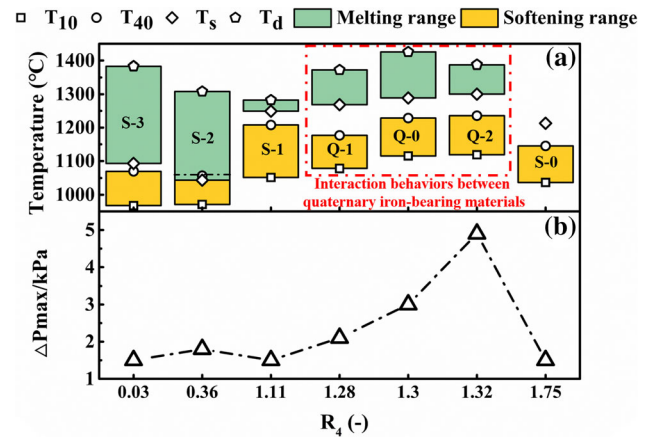 T10 T40 Ts Td Melting range Softening range
(a)
Temperature (°C)
1400
1300
1200
1100
1000
S-3
S-2
S-1
Q-1
Q-0
Q-2
S-0
Interaction behaviors between
quaternary iron-bearing materials
(b)
△Pmax/kPa
5
4
3
2
1
0.03 0.36 1.11 1.28 1.3 1.32 1.75
R4 (-)